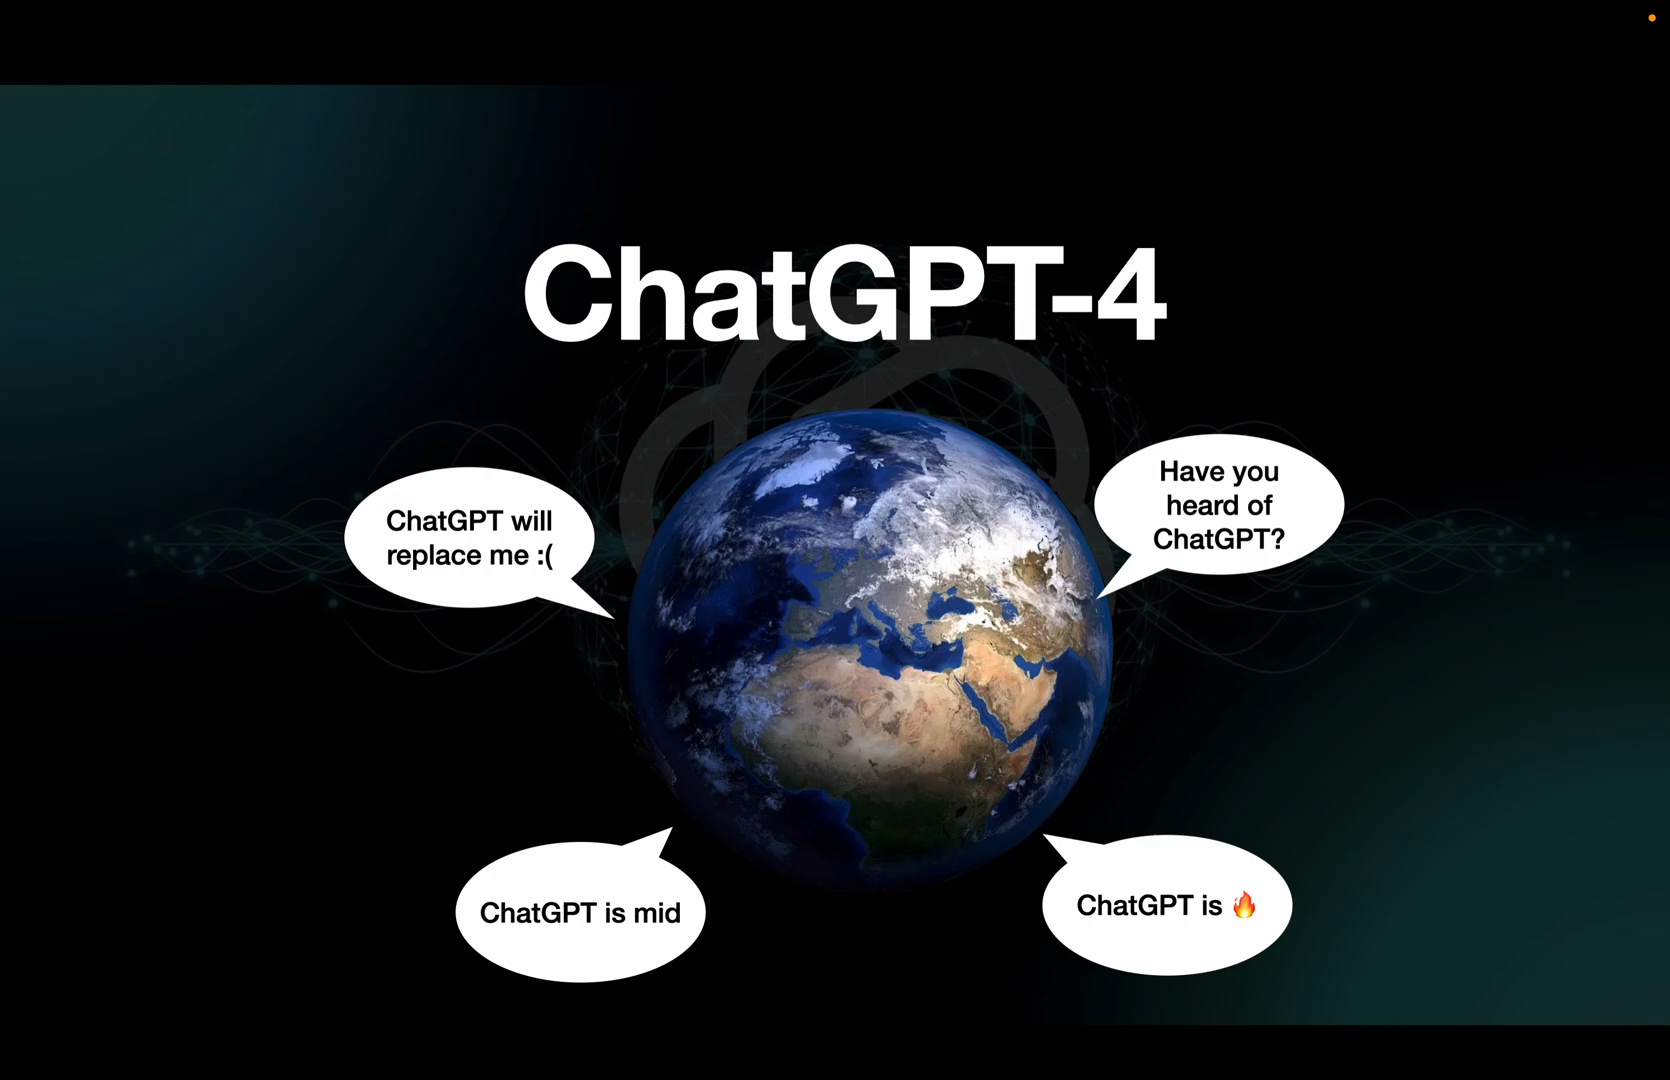 ChatGPT-4
ChatGPT will
replace me :(
Have you
heard of
ChatGPT?
ChatGPT is mid
ChatGPT is 🔥